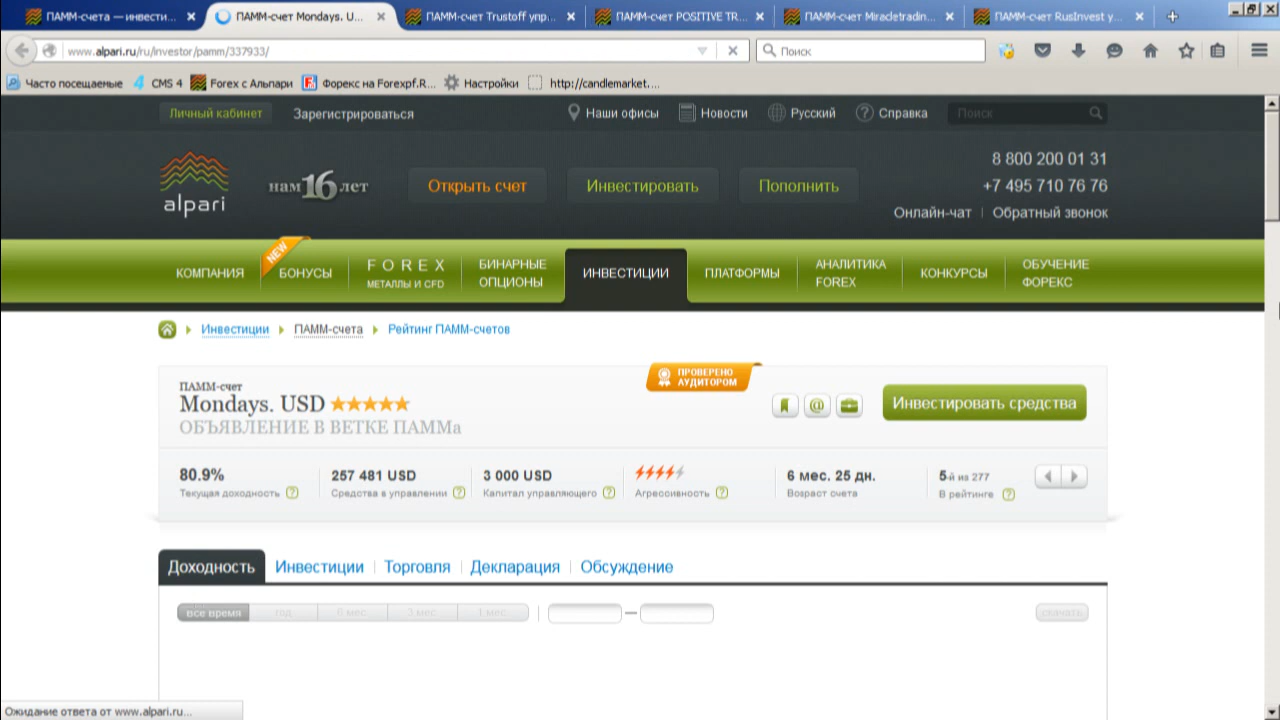 ПАММ-счета — инвести...
ПАММ-счет Mondays. U...
ПАММ-счет Trustoff упр...
ПАММ-счет POSITIVE TR...
ПАММ-счет Miracletradin...
ПАММ-счет RusInvest у...
www.alpari.ru/ru/investor/pamm/337933/
Поиск
Часто посещаемые
CMS 4
Forex с Альпари
Форекс на Forexpf.R...
Настройки
http://candlemarket....
Личный кабинет
Зарегистрироваться
Наши офисы
Новости
Русский
Справка
Поиск
alpari
нам 16 лет
Открыть счет
Инвестировать
Пополнить
8 800 200 01 31
+7 495 710 76 76
Онлайн-чат
Обратный звонок
КОМПАНИЯ
NEW
БОНУСЫ
FOREX
МЕТАЛЛЫ И CFD
БИНАРНЫЕ
ОПЦИОНЫ
ИНВЕСТИЦИИ
ПЛАТФОРМЫ
АНАЛИТИКА
FOREX
КОНКУРСЫ
ОБУЧЕНИЕ
ФОРЕКС
Инвестиции
ПАММ-счета
Рейтинг ПАММ-счетов
ПРОВЕРЕНО
АУДИТОРОМ
ПАММ-счет
Mondays. USD
ОБЪЯВЛЕНИЕ В ВЕТКЕ ПАММа
Инвестировать средства
80.9%
Текущая доходность
257 481 USD
Средства в управлении
3 000 USD
Капитал управляющего
Агрессивность
6 мес. 25 дн.
Возраст счета
5-й из 277
В рейтинге
Доходность
Инвестиции
Торговля
Декларация
Обсуждение
все время
год
6 мес.
3 мес.
1 мес.
—
скачать
Ожидание ответа от www.alpari.ru...